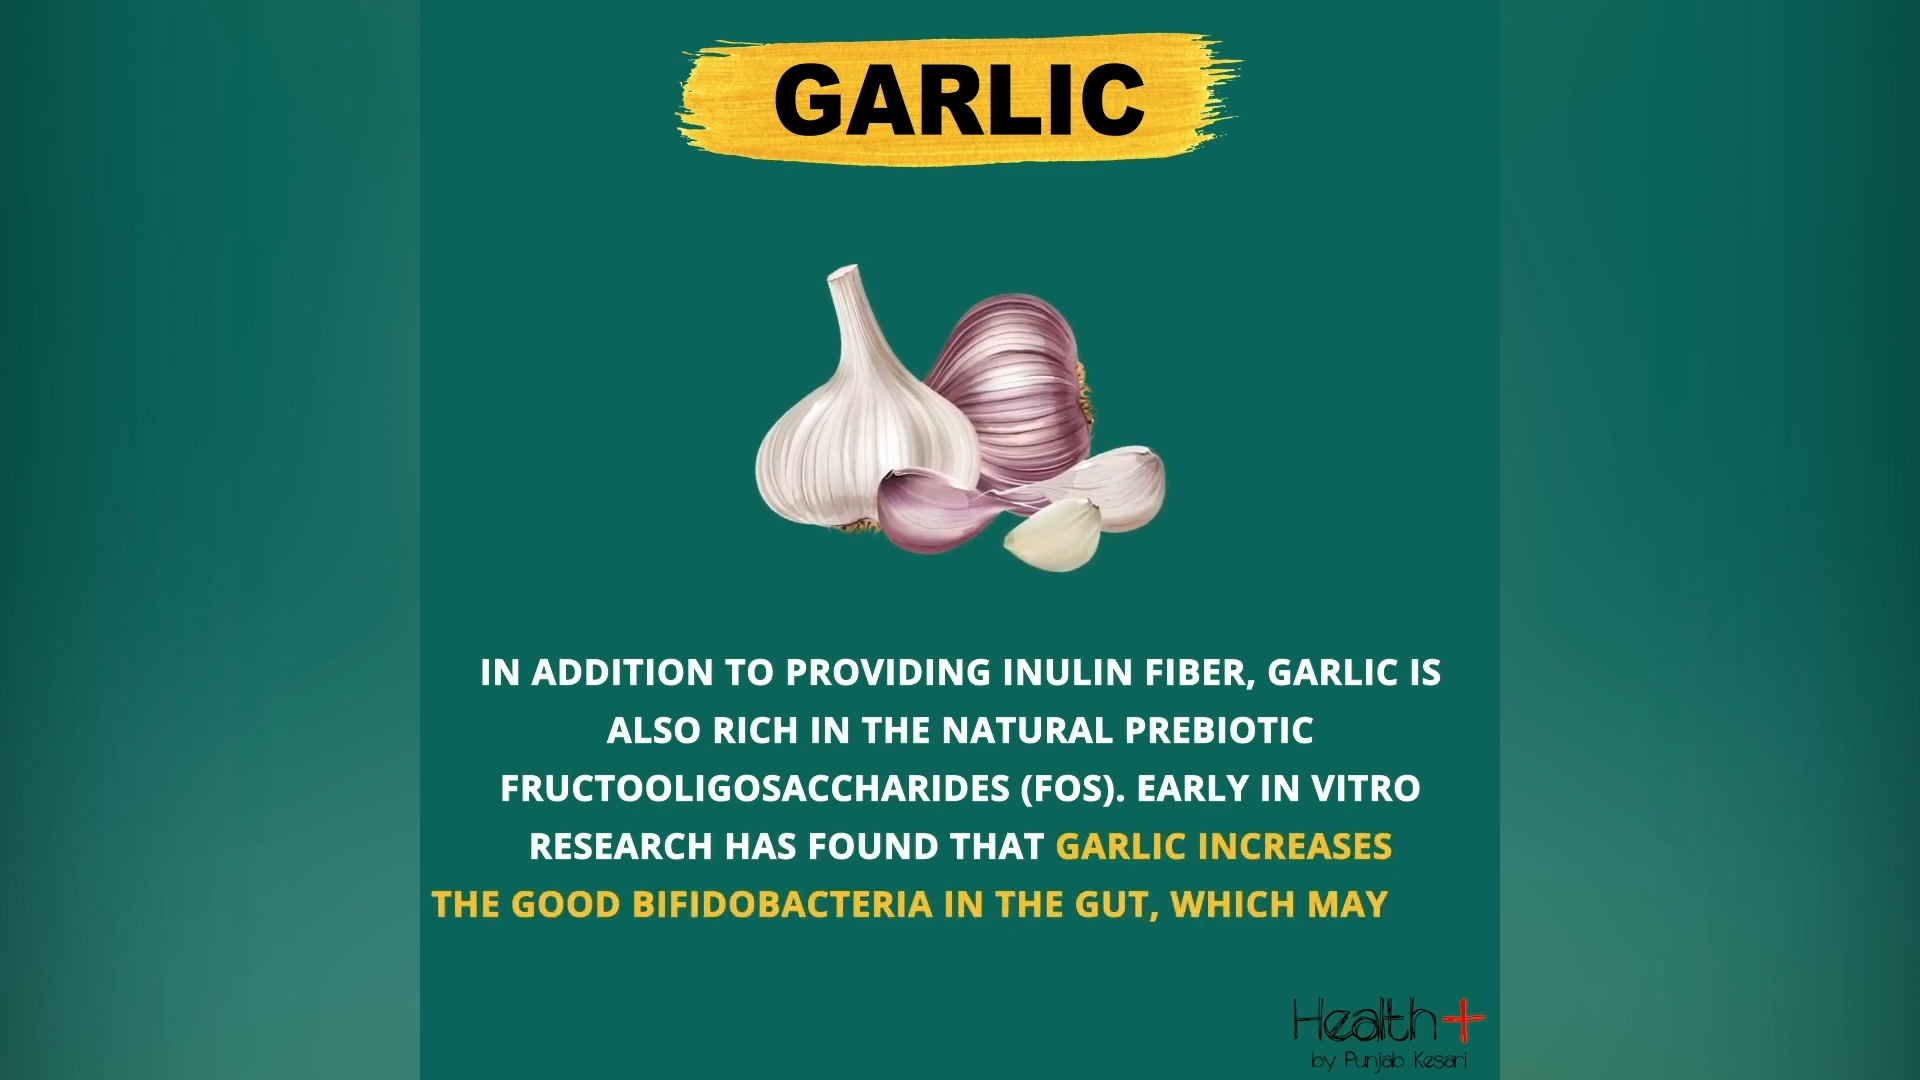 GARLIC
IN ADDITION TO PROVIDING INULIN FIBER, GARLIC IS
ALSO RICH IN THE NATURAL PREBIOTIC
FRUCTOOLIGOSACCHARIDES (FOS). EARLY IN VITRO
RESEARCH HAS FOUND THAT GARLIC INCREASES
THE GOOD BIFIDOBACTERIA IN THE GUT, WHICH MAY
Health+
by Punjab Kesari